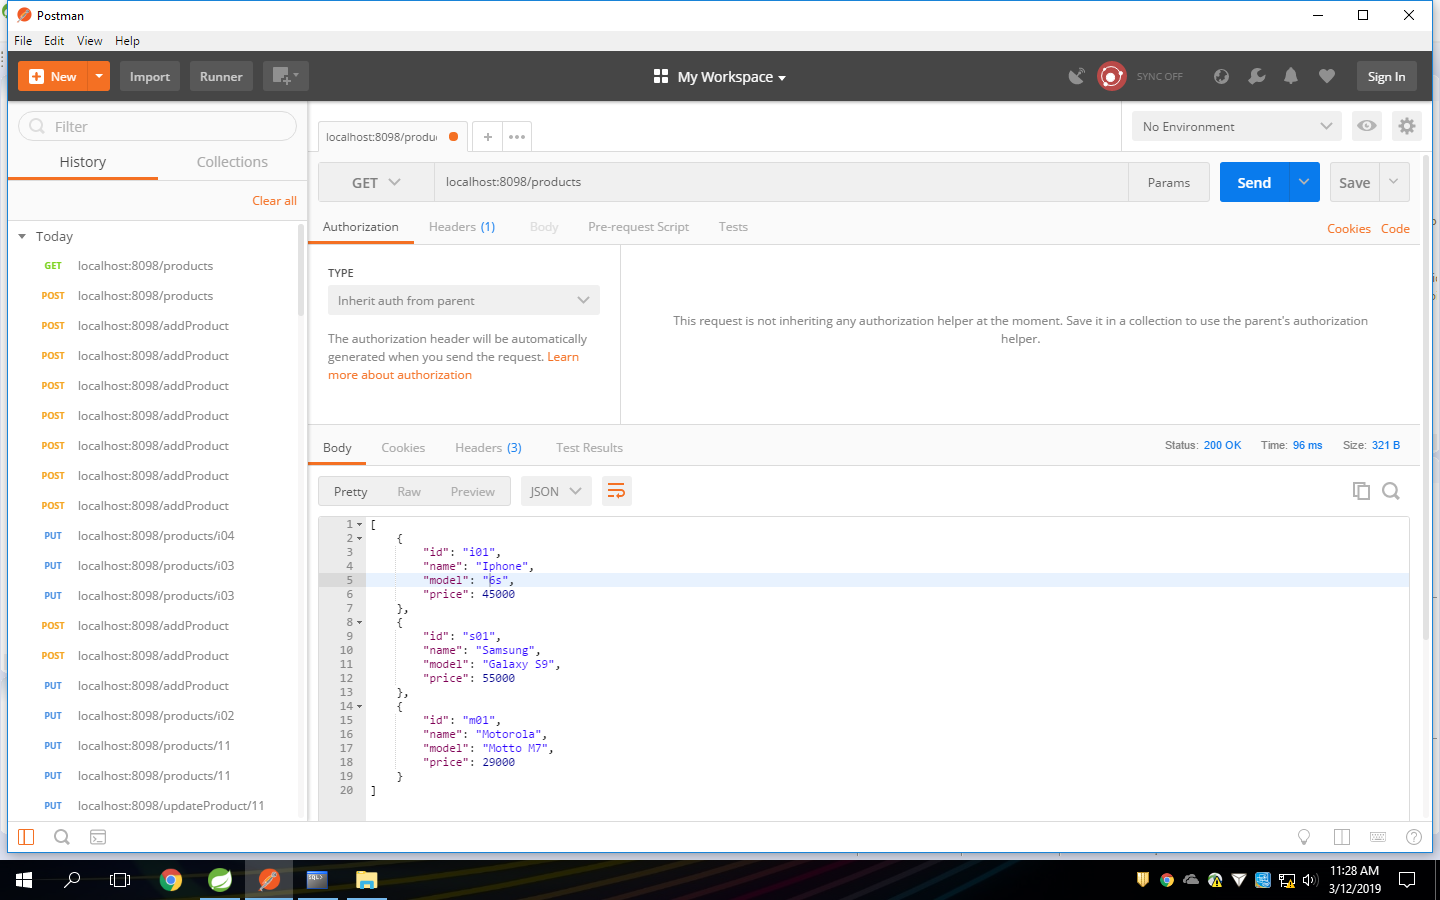 Postman
File Edit View Help
New Import Runner My Workspace SYNC OFF Sign In
Filter
History Collections
Clear all
Today
GET localhost:8098/products
POST localhost:8098/products
POST localhost:8098/addProduct
POST localhost:8098/addProduct
POST localhost:8098/addProduct
POST localhost:8098/addProduct
POST localhost:8098/addProduct
POST localhost:8098/addProduct
POST localhost:8098/addProduct
PUT localhost:8098/products/i04
PUT localhost:8098/products/i03
PUT localhost:8098/products/i03
POST localhost:8098/addProduct
POST localhost:8098/addProduct
PUT localhost:8098/addProduct
PUT localhost:8098/products/i02
PUT localhost:8098/products/11
PUT localhost:8098/products/11
PUT localhost:8098/updateProduct/11
localhost:8098/produ + ••• No Environment
GET localhost:8098/products Params Send Save
Authorization Headers (1) Body Pre-request Script Tests Cookies Code
TYPE
Inherit auth from parent
The authorization header will be automatically
generated when you send the request. Learn
more about authorization
This request is not inheriting any authorization helper at the moment. Save it in a collection to use the parent's authorization
helper.
Body Cookies Headers (3) Test Results Status: 200 OK Time: 96 ms Size: 321 B
Pretty Raw Preview JSON
1 [
2 {
3 "id": "i01",
4 "name": "Iphone",
5 "model": "6s",
6 "price": 45000
7 },
8 {
9 "id": "s01",
10 "name": "Samsung",
11 "model": "Galaxy S9",
12 "price": 55000
13 },
14 {
15 "id": "m01",
16 "name": "Motorola",
17 "model": "Motto M7",
18 "price": 29000
19 }
20 ]
SQL>
11:28 AM
3/12/2019